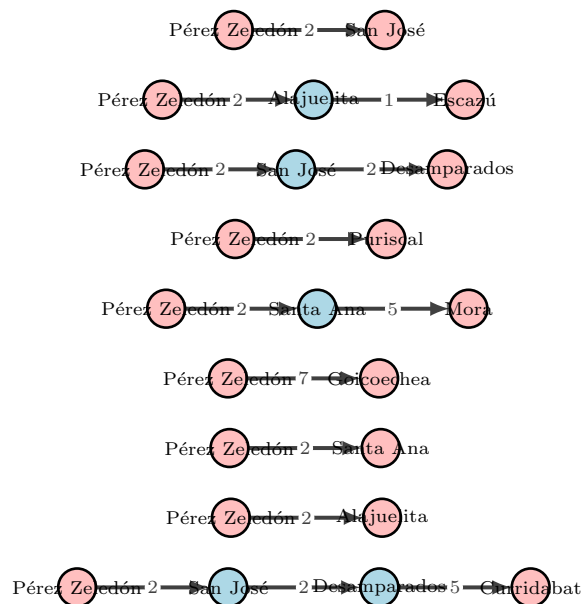 Pérez Zeledón 2 San José
Pérez Zeledón 2 Alajuelita 1 Escazú
Pérez Zeledón 2 San José 2 Desamparados
Pérez Zeledón 2 Puriscal
Pérez Zeledón 2 Santa Ana 5 Mora
Pérez Zeledón 7 Goicoechea
Pérez Zeledón 2 Santa Ana
Pérez Zeledón 2 Alajuelita
Pérez Zeledón 2 San José 2 Desamparados 5 Curridabat